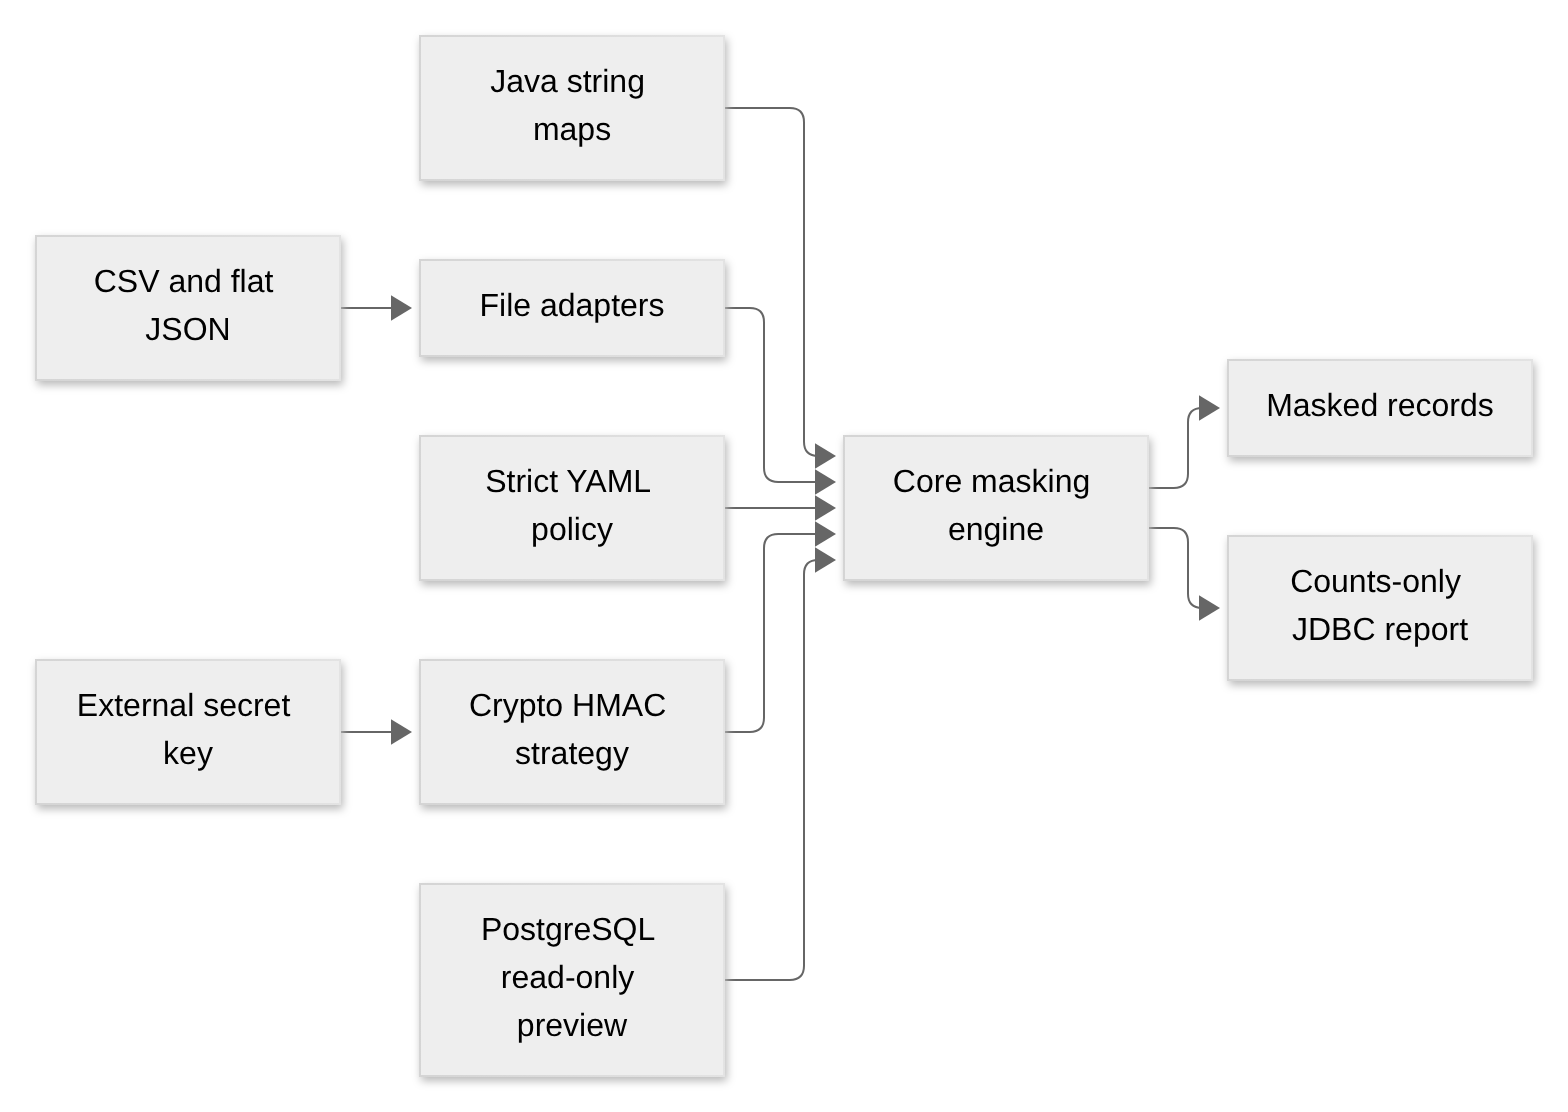 Java string
maps
CSV and flat
JSON
File adapters
Strict YAML
policy
External secret
key
Crypto HMAC
strategy
PostgreSQL
read-only
preview
Core masking
engine
Masked records
Counts-only
JDBC report